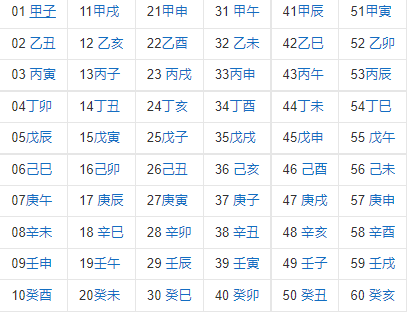 01 甲子 11甲戌 21甲申 31 甲午 41甲辰 51甲寅
02 乙丑 12 乙亥 22乙酉 32 乙未 42乙巳 52 乙卯
03 丙寅 13丙子 23 丙戌 33丙申 43丙午 53丙辰
04丁卯 14丁丑 24丁亥 34丁酉 44丁未 54丁巳
05戊辰 15戊寅 25戊子 35戊戌 45戊申 55 戊午
06己巳 16己卯 26己丑 36 己亥 46 己酉 56 己未
07庚午 17 庚辰 27庚寅 37 庚子 47 庚戌 57 庚申
08辛未 18 辛巳 28 辛卯 38 辛丑 48 辛亥 58 辛酉
09壬申 19壬午 29 壬辰 39 壬寅 49 壬子 59 壬戌
10癸酉 20癸未 30 癸巳 40 癸卯 50 癸丑 60 癸亥